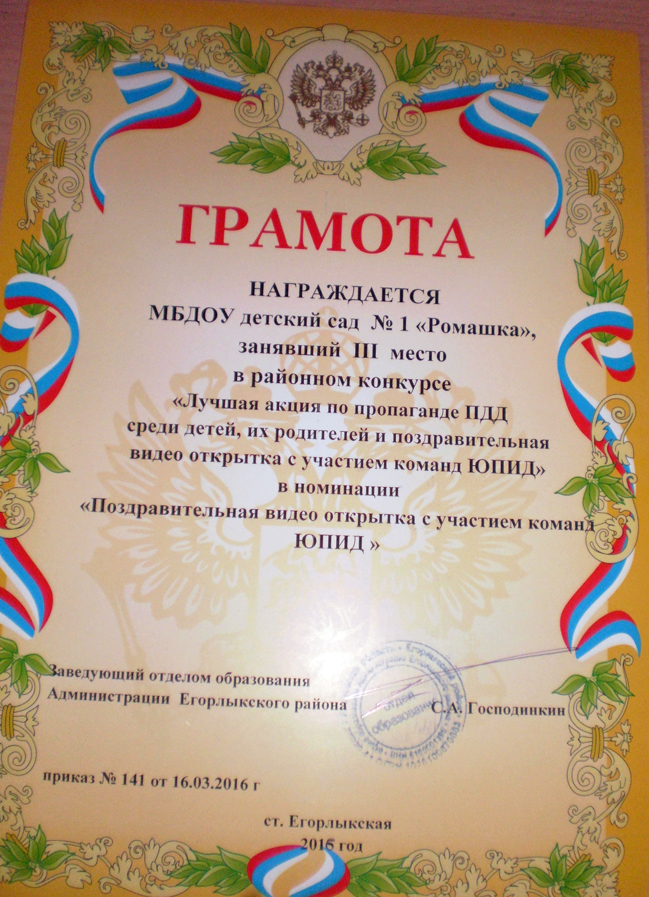 ГРАМОТА
НАГРАЖДАЕТСЯ
МБДОУ детский сад № 1 «Ромашка»,
занявший III место
в районном конкурсе
«Лучшая акция по пропаганде ПДД
среди детей, их родителей и поздравительная
видео открытка с участием команд ЮПИД»
в номинации
«Поздравительная видео открытка с участием команд
ЮПИД »
Заведующий отделом образования
Администрации Егорлыкского района
С.А. Господинкин
отдел
образования
приказ № 141 от 16.03.2016 г
ст. Егорлыкская
2016 год